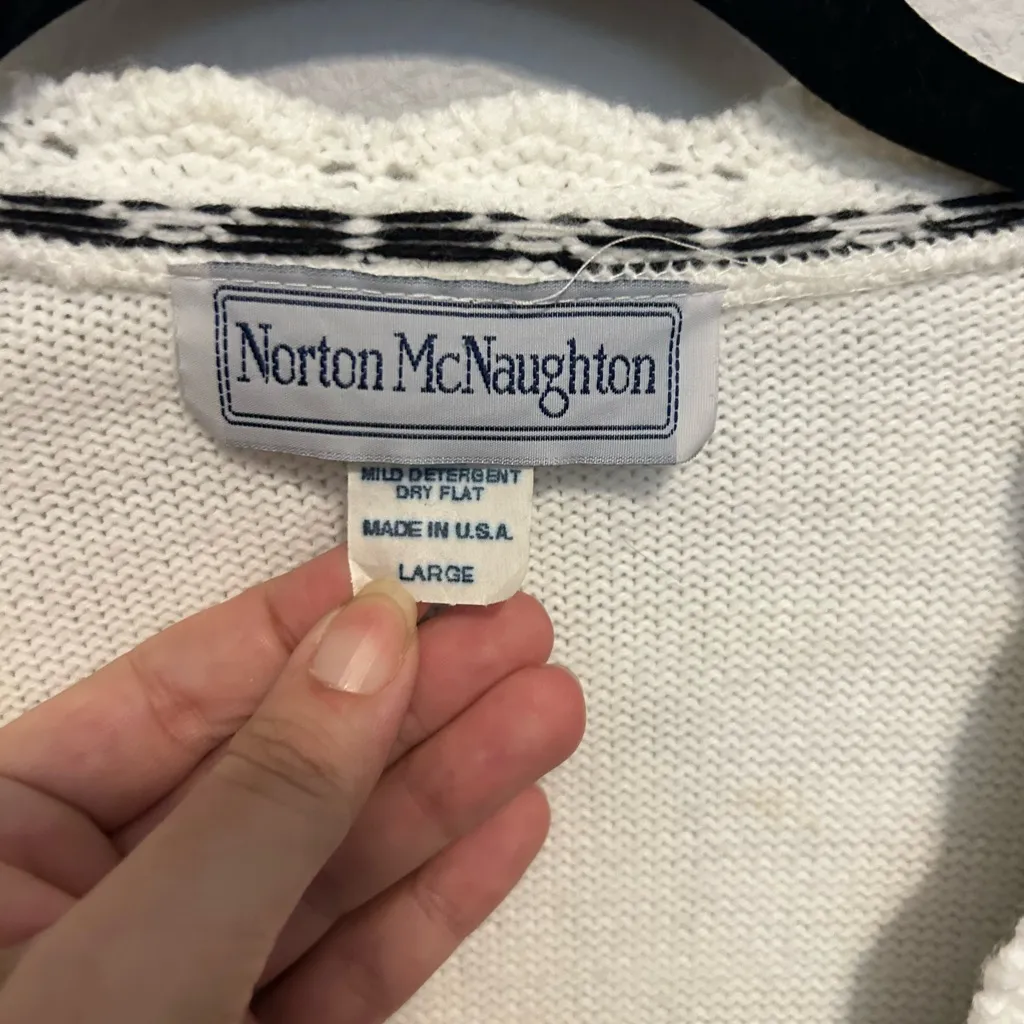 Norton McNaughton
MILD DETERGENT
DRY FLAT
MADE IN U.S.A.
LARGE